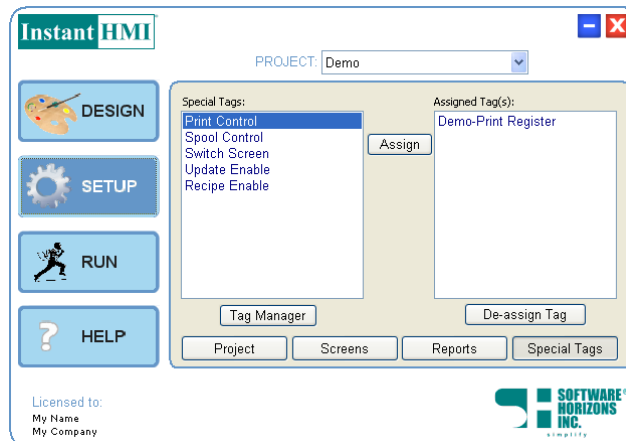 Instant HMI
PROJECT: Demo
DESIGN
SETUP
RUN
HELP
Special Tags:
Print Control
Spool Control
Switch Screen
Update Enable
Recipe Enable
Assign
Assigned Tag(s):
Demo-Print Register
Tag Manager
De-assign Tag
Project
Screens
Reports
Special Tags
Licensed to:
My Name
My Company
SOFTWARE®
HORIZONS
INC.
simplify